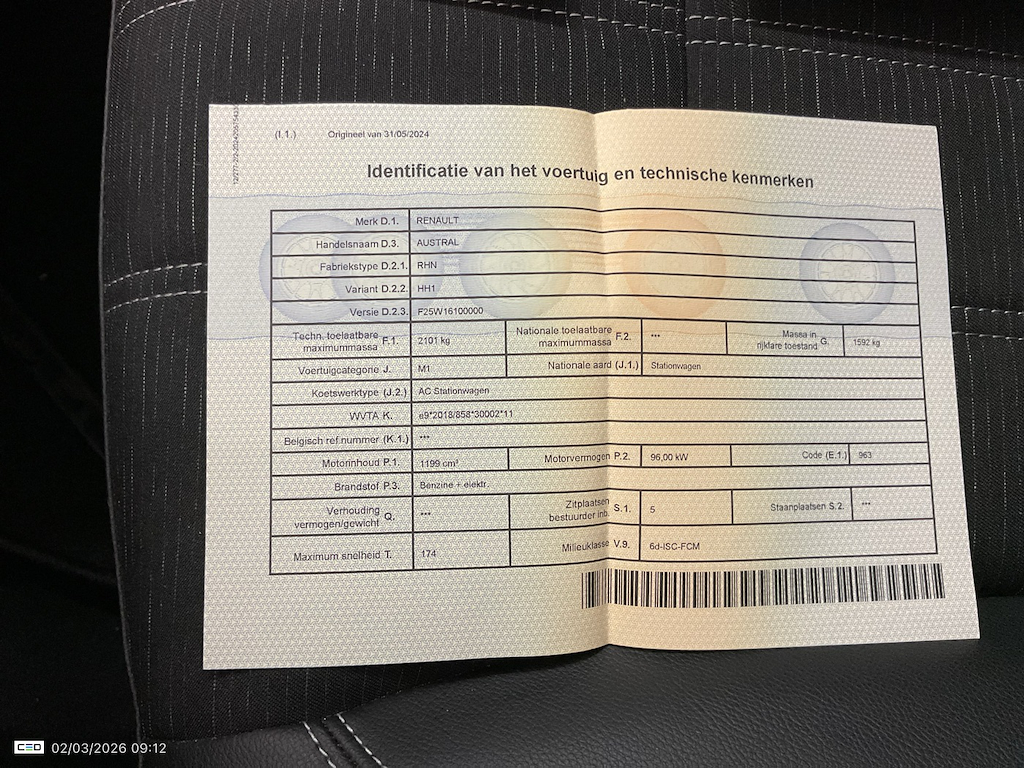 (I.1.) Origineel van 31/05/2024
Identificatie van het voertuig en technische kenmerken
Merk D.1. RENAULT
Handelsnaam D.3. AUSTRAL
Fabriekstype D.2.1. RHN
Variant D.2.2. HH1
Versie D.2.3. F25W16100000
Techn. toelaatbare maximummassa F.1. 2101 kg Nationale toelaatbare maximummassa F.2. *** Massa in rijklare toestand G. 1592 kg
Voertuigcategorie J. M1 Nationale aard (J.1.) Stationwagen
Koetswerktype (J.2.) AC Stationwagen
WVTA K. e9*2018/858*30002*11
Belgisch ref.nummer (K.1.) ***
Motorinhoud P.1. 1199 cm³ Motorvermogen P.2. 96,00 kW Code (E.1.) 963
Brandstof P.3. Benzine + elektr.
Verhouding vermogen/gewicht Q. *** Zitplaatsen bestuurder inb. S.1. 5 Staanplaatsen S.2. ***
Maximum snelheid T. 174 Milieuklasse V.9. 6d-ISC-FCM
CEO 02/03/2026 09:12